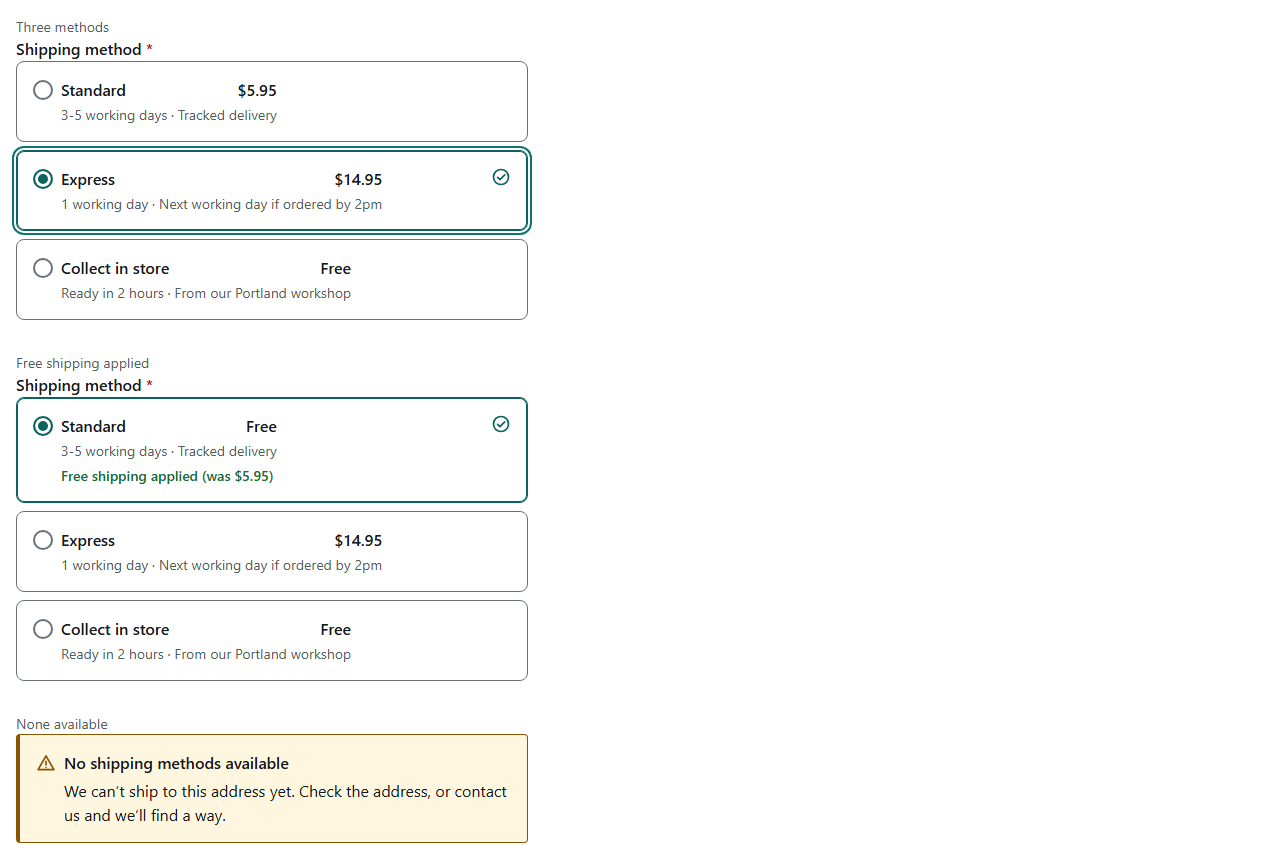 Three methods
Shipping method *
Standard $5.95
3-5 working days · Tracked delivery
Express $14.95
1 working day · Next working day if ordered by 2pm
Collect in store Free
Ready in 2 hours · From our Portland workshop
Free shipping applied
Shipping method *
Standard Free
3-5 working days · Tracked delivery
Free shipping applied (was $5.95)
Express $14.95
1 working day · Next working day if ordered by 2pm
Collect in store Free
Ready in 2 hours · From our Portland workshop
None available
No shipping methods available
We can’t ship to this address yet. Check the address, or contact
us and we’ll find a way.